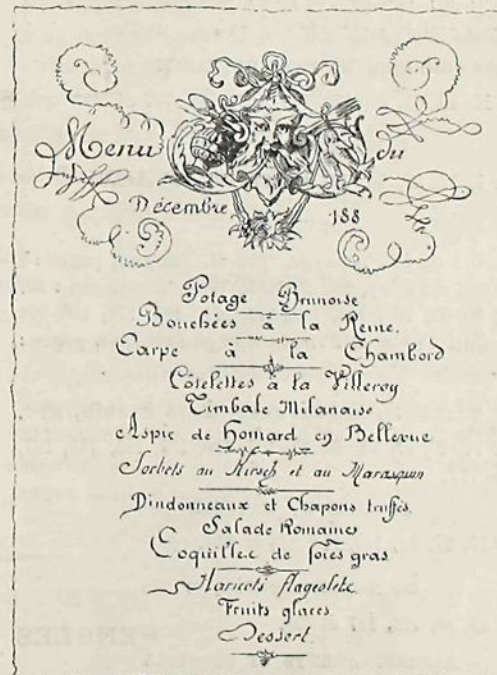 Menu du
Décembre 188
Potage Brunoise
Bouchées à la Reine.
Carpe à la Chambord
Côtelettes à la Villeroy
Timbale Milanaise
Aspic de Homard en Bellevue
Sorbets au Kirsch et au Marasquin
Dindonneaux et Chapons truffés.
Salade Romaine
Coquilles de foies gras
Haricots flageolets
Fruits glacés.
Dessert.